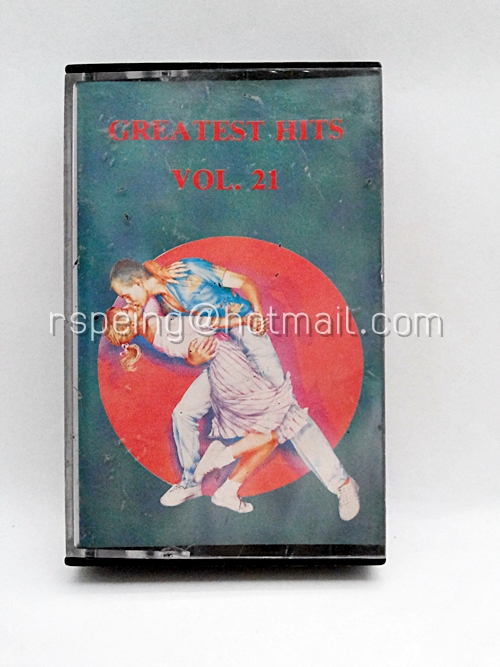 GREATEST HITS
VOL. 21
rspeing@hotmail.com